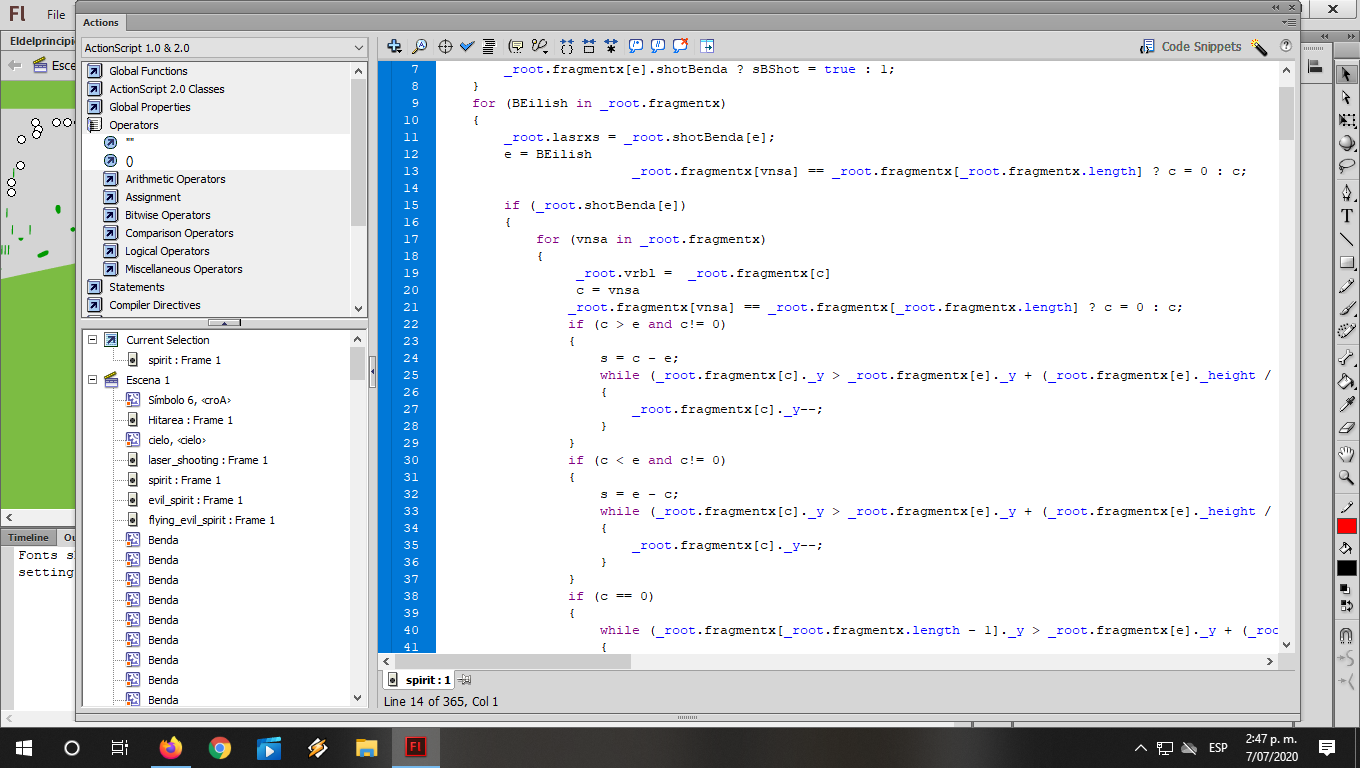 Fl File
Actions
Eldelprincipi
Esce
ActionScript 1.0 & 2.0
Code Snippets
Global Functions
ActionScript 2.0 Classes
Global Properties
Operators
""
()
Arithmetic Operators
Assignment
Bitwise Operators
Comparison Operators
Logical Operators
Miscellaneous Operators
Statements
Compiler Directives
Current Selection
spirit : Frame 1
Escena 1
Símbolo 6, <croA>
Hitarea : Frame 1
cielo, <cielo>
laser_shooting : Frame 1
spirit : Frame 1
evil_spirit : Frame 1
flying_evil_spirit : Frame 1
Benda
Benda
Benda
Benda
Benda
Benda
Benda
Benda
Benda
7 _root.fragmentx[e].shotBenda ? sBShot = true : 1;
8 }
9 for (BEilish in _root.fragmentx)
10 {
11 _root.lasrxs = _root.shotBenda[e];
12 e = BEilish
13 _root.fragmentx[vnsa] == _root.fragmentx[_root.fragmentx.length] ? c = 0 : c;
14
15 if (_root.shotBenda[e])
16 {
17 for (vnsa in _root.fragmentx)
18 {
19 _root.vrbl = _root.fragmentx[c]
20 c = vnsa
21 _root.fragmentx[vnsa] == _root.fragmentx[_root.fragmentx.length] ? c = 0 : c;
22 if (c > e and c!= 0)
23 {
24 s = c - e;
25 while (_root.fragmentx[c]._y > _root.fragmentx[e]._y + (_root.fragmentx[e]._height /
26 {
27 _root.fragmentx[c]._y--;
28 }
29 }
30 if (c < e and c!= 0)
31 {
32 s = e - c;
33 while (_root.fragmentx[c]._y > _root.fragmentx[e]._y + (_root.fragmentx[e]._height /
34 {
35 _root.fragmentx[c]._y--;
36 }
37 }
38 if (c == 0)
39 {
40 while (_root.fragmentx[_root.fragmentx.length - 1]._y > _root.fragmentx[e]._y + (_roo
41 {
spirit : 1
Line 14 of 365, Col 1
Timeline Ou
Fonts s
setting
Fl
ESP
2:47 p. m.
7/07/2020